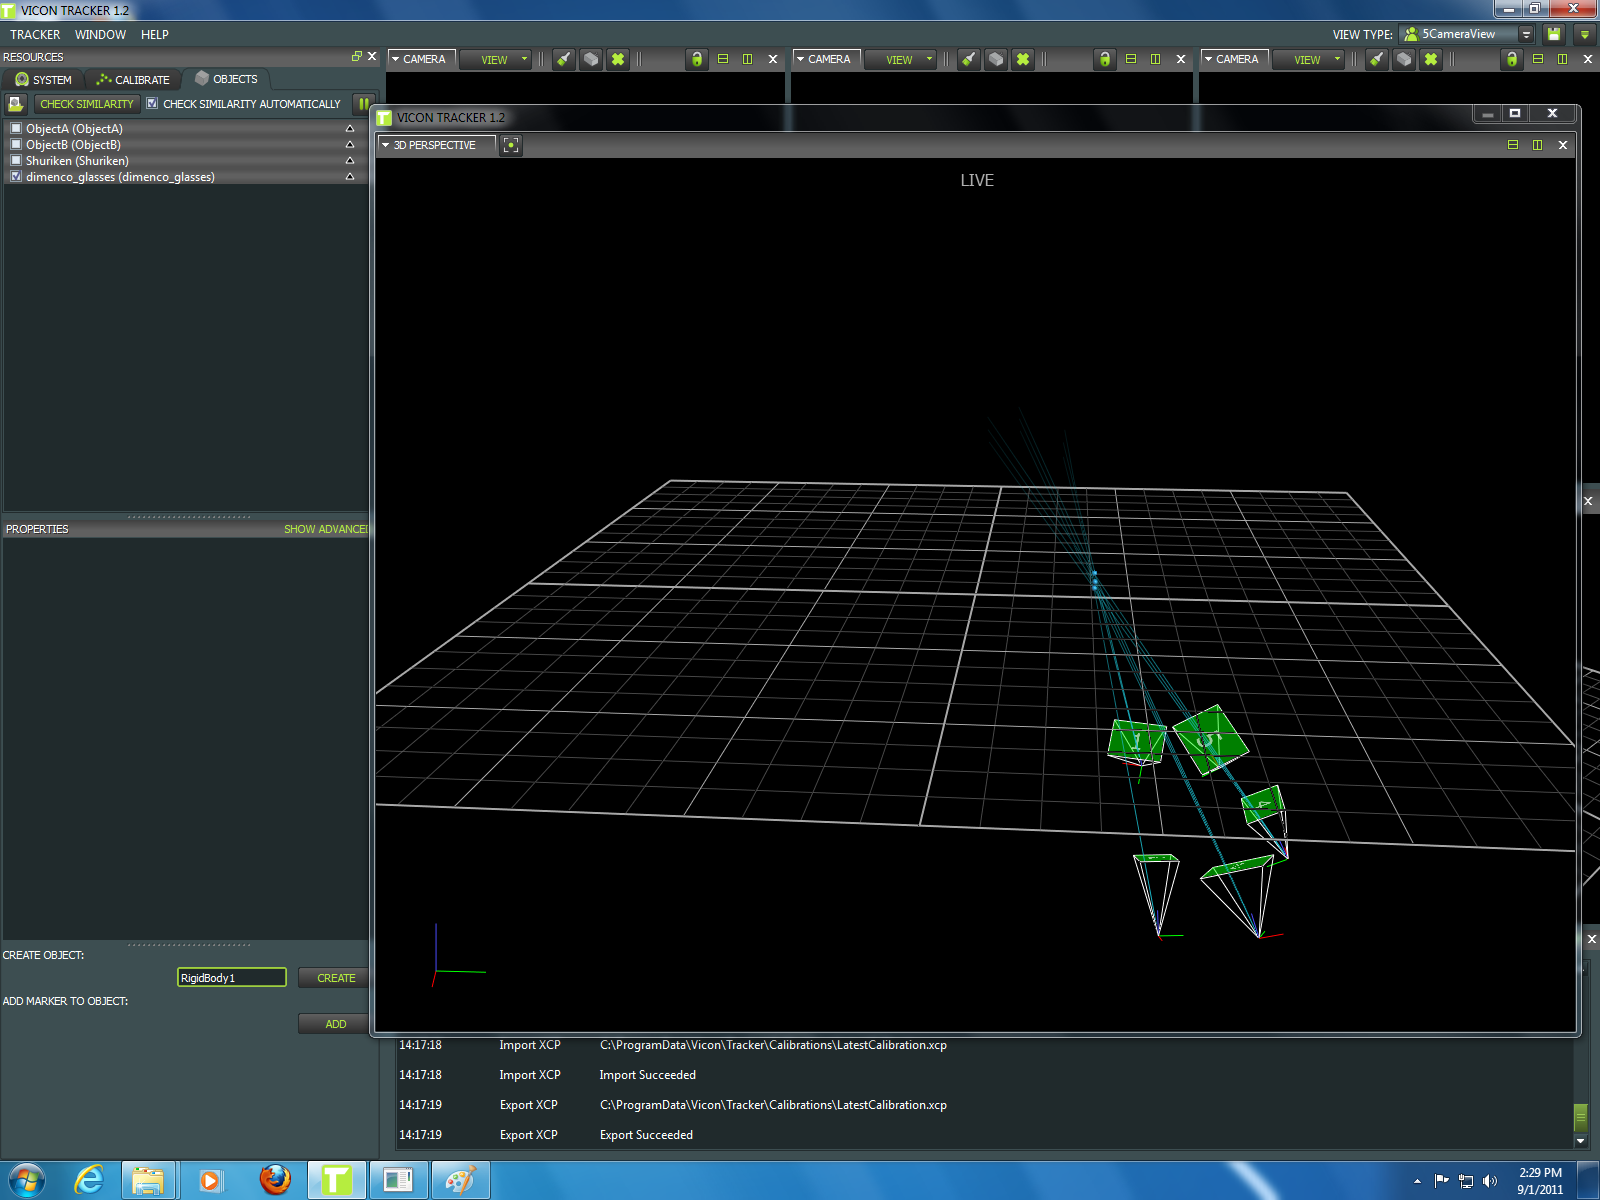 VICON TRACKER 1.2
TRACKER WINDOW HELP
VIEW TYPE: 5CameraView
RESOURCES
CAMERA VIEW
CAMERA VIEW
CAMERA VIEW
SYSTEM CALIBRATE OBJECTS
CHECK SIMILARITY CHECK SIMILARITY AUTOMATICALLY
ObjectA (ObjectA)
ObjectB (ObjectB)
Shuriken (Shuriken)
dimenco_glasses (dimenco_glasses)
VICON TRACKER 1.2
3D PERSPECTIVE
LIVE
1
5
4
PROPERTIES SHOW ADVANCED
CREATE OBJECT:
RigidBody1 CREATE
ADD MARKER TO OBJECT:
ADD
14:17:18 Import XCP C:\ProgramData\Vicon\Tracker\Calibrations\LatestCalibration.xcp
14:17:18 Import XCP Import Succeeded
14:17:19 Export XCP C:\ProgramData\Vicon\Tracker\Calibrations\LatestCalibration.xcp
14:17:19 Export XCP Export Succeeded
2:29 PM
9/1/2011